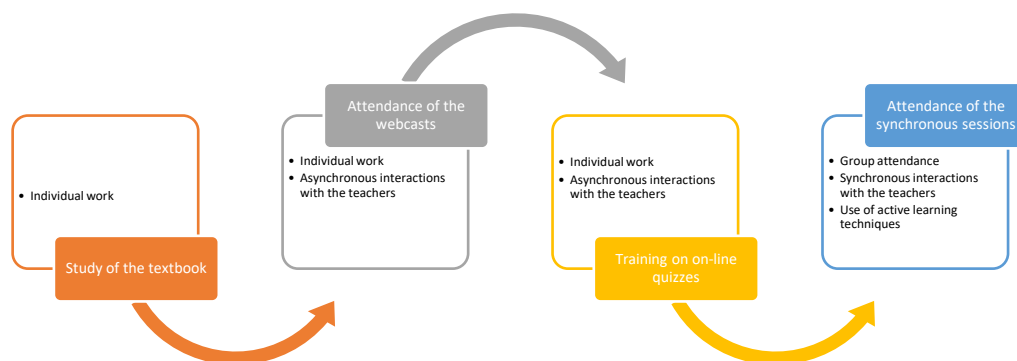 • Individual work
Study of the textbook
Attendance of the
webcasts
• Individual work
• Asynchronous interactions
with the teachers
• Individual work
• Asynchronous interactions
with the teachers
Training on on-line
quizzes
Attendance of the
synchronous sessions
• Group attendance
• Synchronous interactions
with the teachers
• Use of active learning
techniques